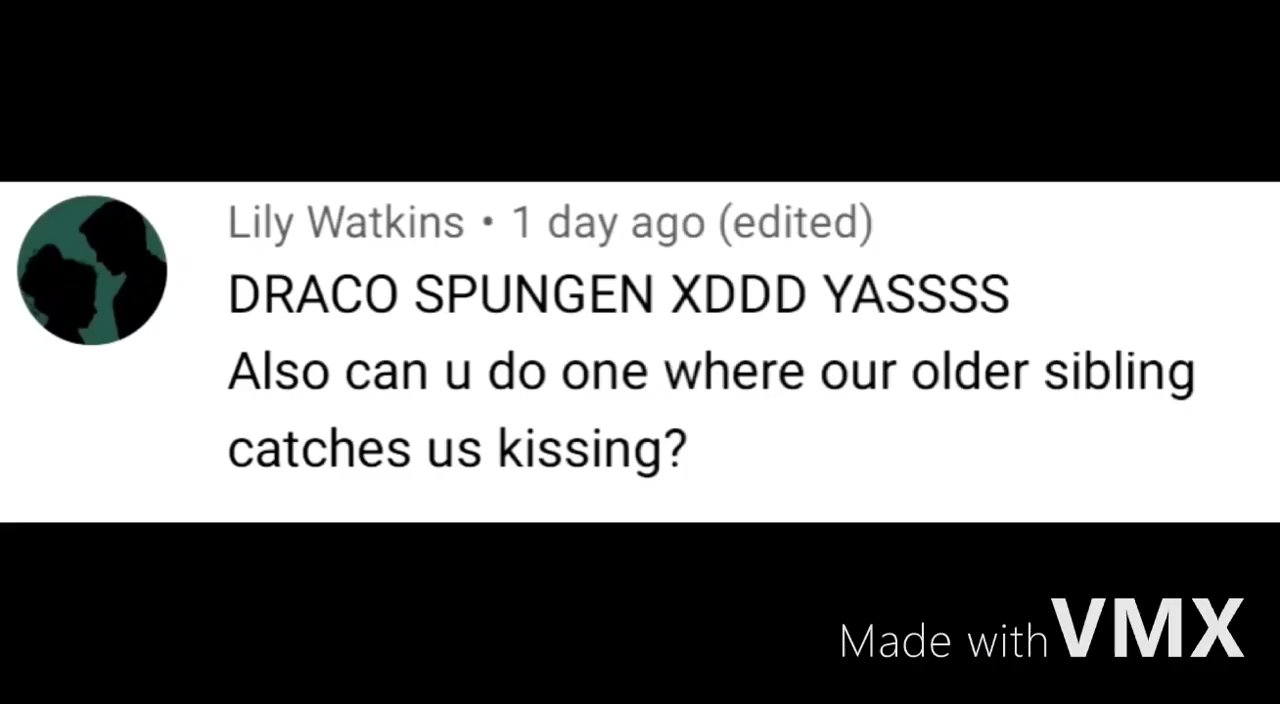 Lily Watkins • 1 day ago (edited)
DRACO SPUNGEN XDDD YASSSS
Also can u do one where our older sibling
catches us kissing?
Made with VMX